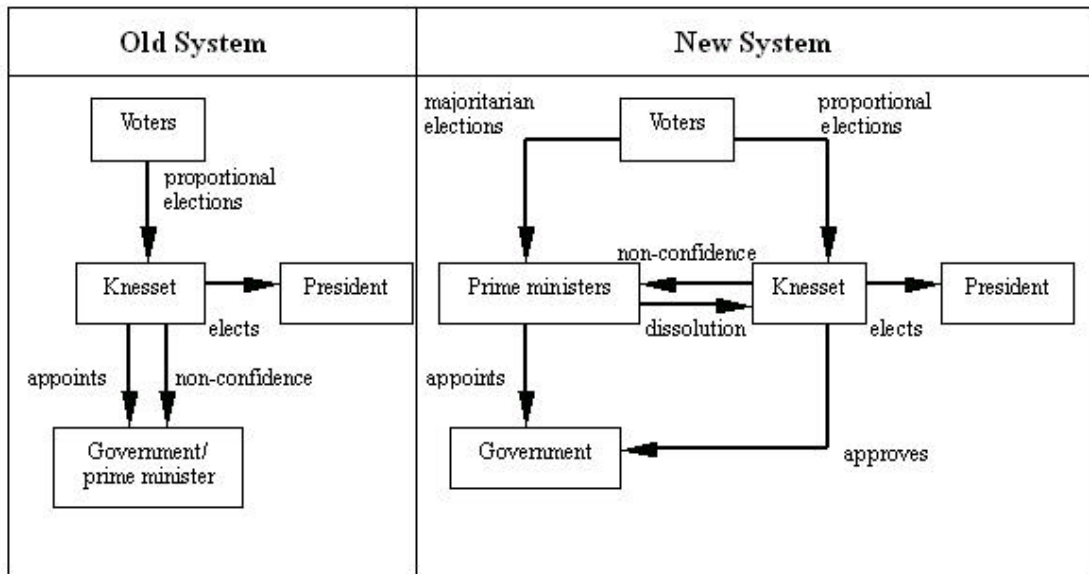 Old System
Voters
proportional
elections
Knesset
President
elects
appoints
non-confidence
Government/
prime minister
New System
majoritarian
elections
Voters
proportional
elections
non-confidence
Prime ministers
Knesset
President
dissolution
elects
appoints
Government
approves